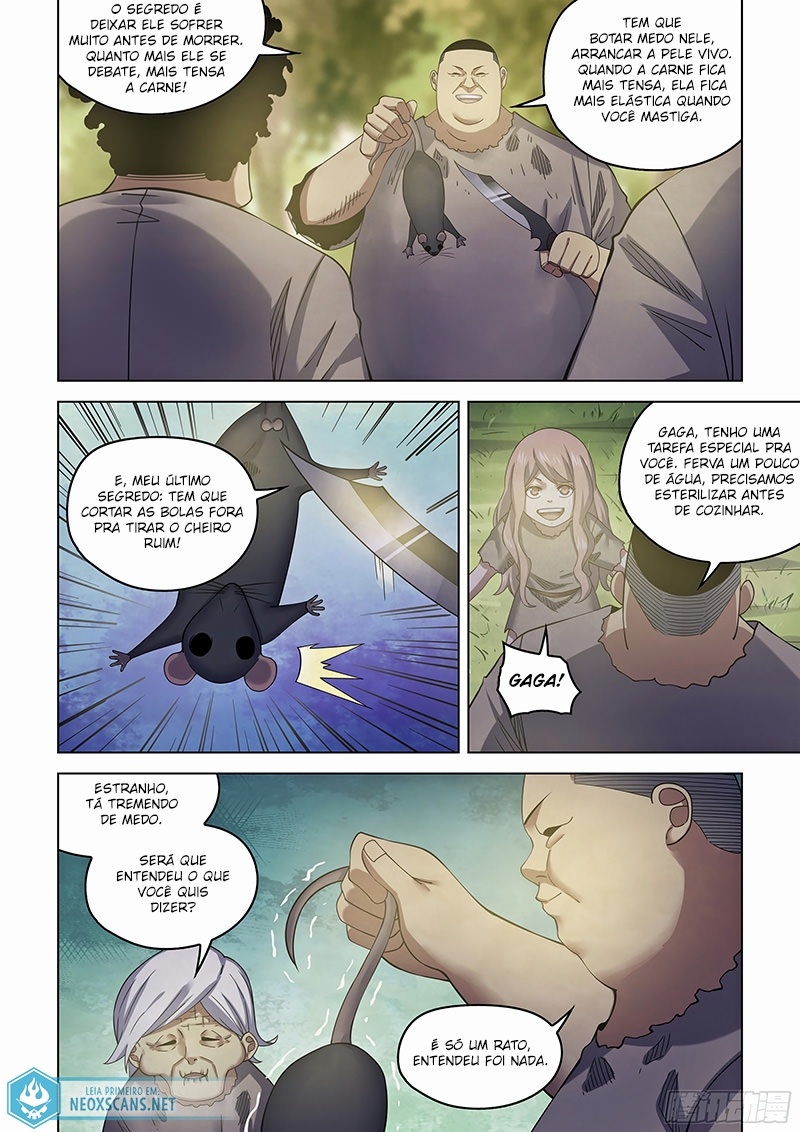 O SEGREDO É
DEIXAR ELE SOFRER
MUITO ANTES DE MORRER.
QUANTO MAIS ELE SE
DEBATE, MAIS TENSA
A CARNE!
TEM QUE
BOTAR MEDO NELE,
ARRANCAR A PELE VIVO.
QUANDO A CARNE FICA
MAIS TENSA, ELA FICA
MAIS ELÁSTICA QUANDO
VOCÊ MASTIGA.
E, MEU ÚLTIMO
SEGREDO: TEM QUE
CORTAR AS BOLAS FORA
PRA TIRAR O CHEIRO
RUIM!
GAGA, TENHO UMA
TAREFA ESPECIAL PRA
VOCÊ. FERVA UM POUCO
DE ÁGUA, PRECISAMOS
ESTERILIZAR ANTES
DE COZINHAR.
GAGA!
ESTRANHO,
TÁ TREMENDO
DE MEDO.
SERÁ QUE
ENTENDEU O QUE
VOCÊ QUIS
DIZER?
É SÓ UM RATO,
ENTENDEU FOI NADA.
LEIA PRIMEIRO EM:
NEOXSCANS.NET
腾讯动漫